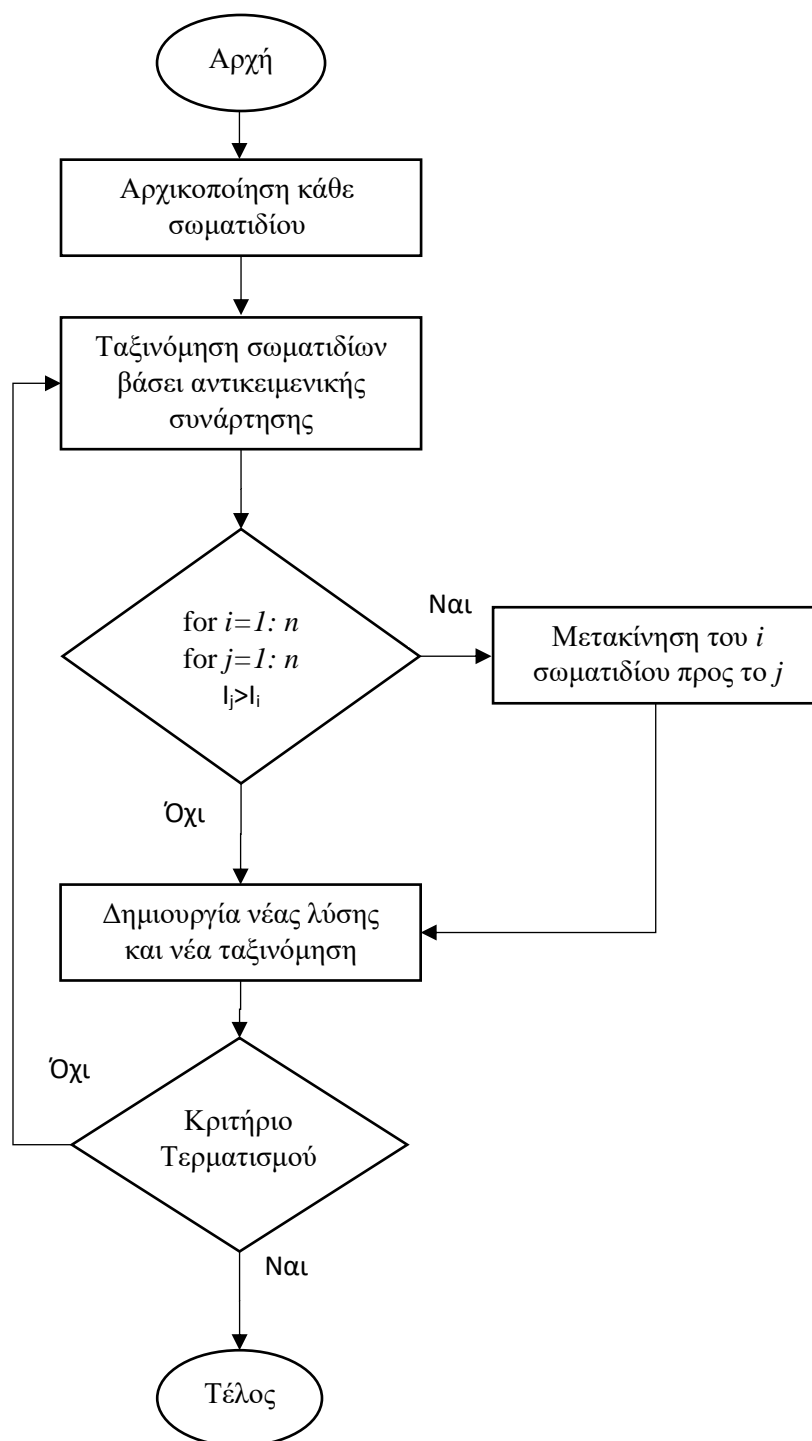 Αρχή
Αρχικοποίηση κάθε
σωματιδίου
Ταξινόμηση σωματιδίων
βάσει αντικειμενικής
συνάρτησης
for i=1: n
for j=1: n
Ij>Ii
Ναι
Μετακίνηση του i
σωματιδίου προς το j
Όχι
Δημιουργία νέας λύσης
και νέα ταξινόμηση
Όχι
Κριτήριο
Τερματισμού
Ναι
Τέλος